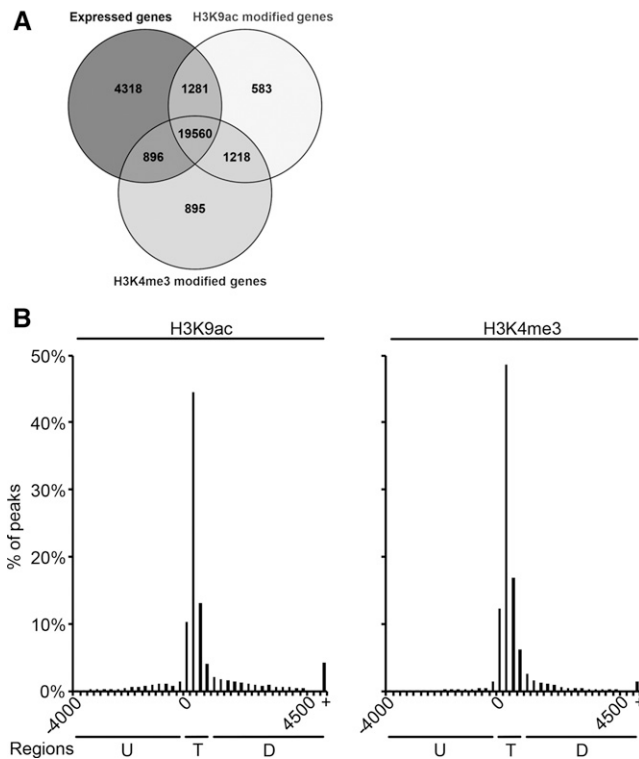 A
Expressed genes
H3K9ac modified genes
4318
1281
583
19560
896
1218
895
H3K4me3 modified genes
B
H3K9ac
H3K4me3
50%
40%
30%
20%
10%
0%
% of peaks
-4000
0
4500 +
-4000
0
4500 +
Regions
U
T
D
U
T
D